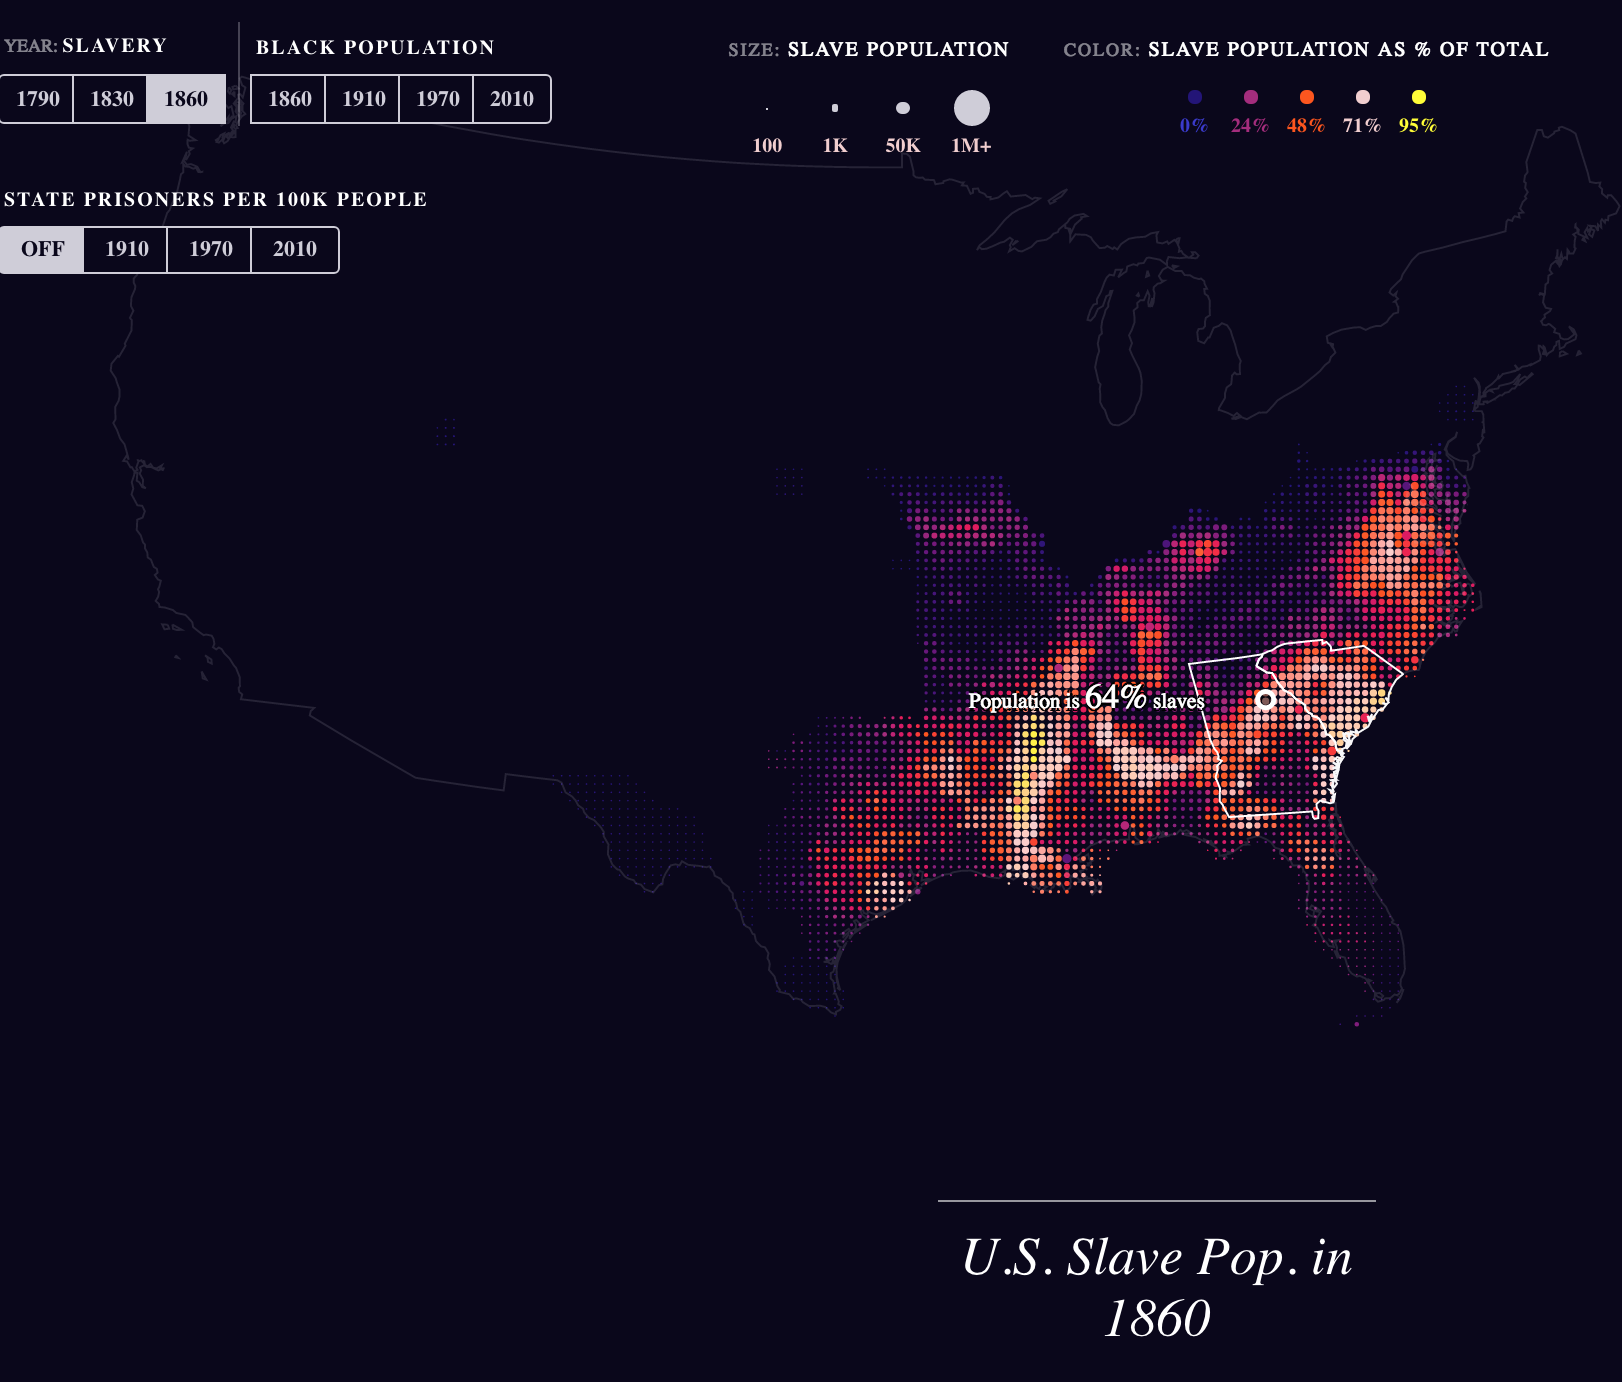 YEAR: SLAVERY
BLACK POPULATION
SIZE: SLAVE POPULATION
COLOR: SLAVE POPULATION AS % OF TOTAL
1790 1830 1860
1860 1910 1970 2010
100 1K 50K 1M+
0% 24% 48% 71% 95%
STATE PRISONERS PER 100K PEOPLE
OFF 1910 1970 2010
Population is 64% slaves
U.S. Slave Pop. in
1860